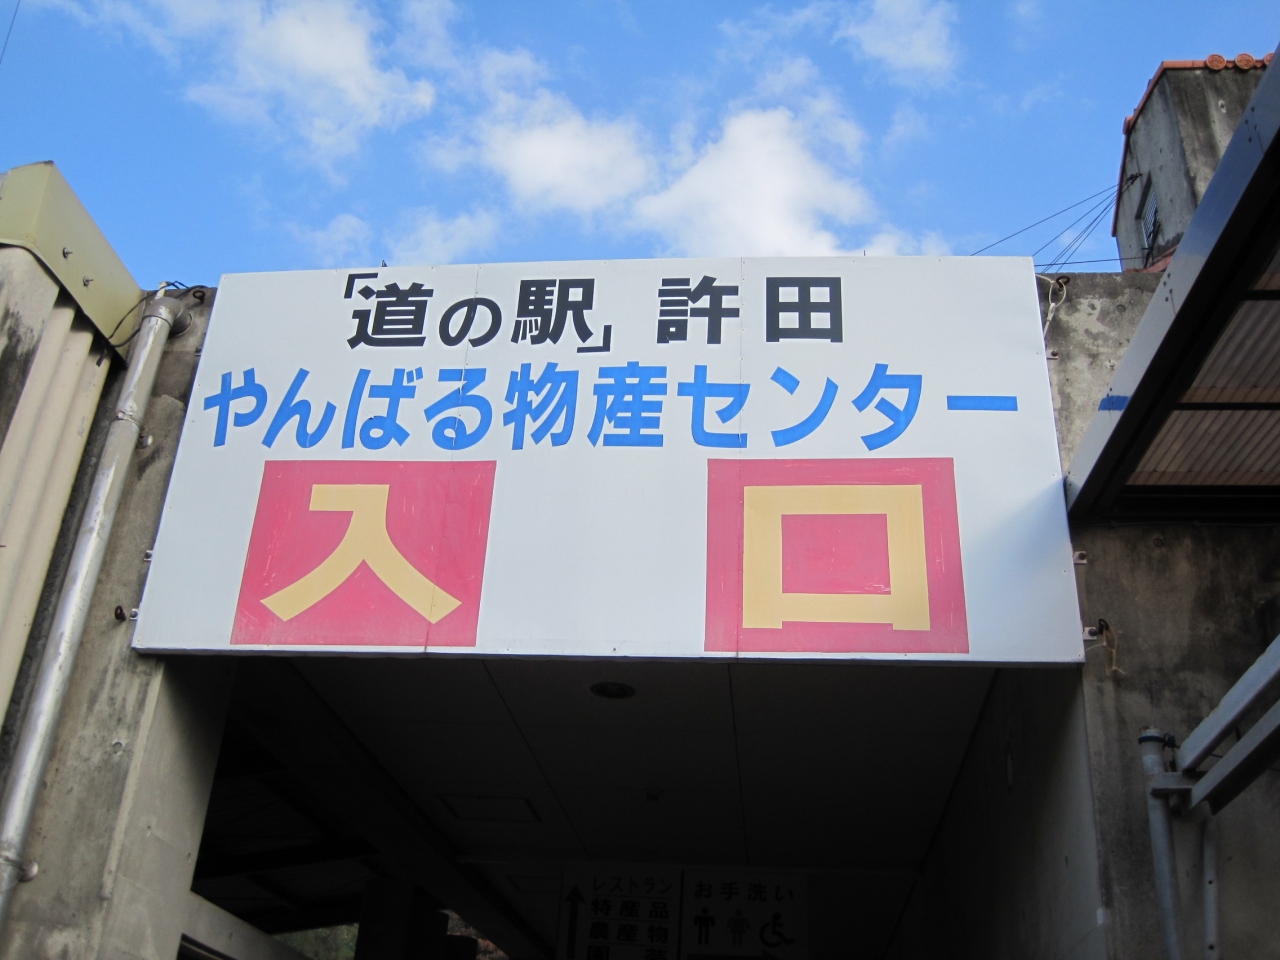 「道の駅」許田
やんばる物産センター
入口
レストラン
特産品
農産物
お手洗い